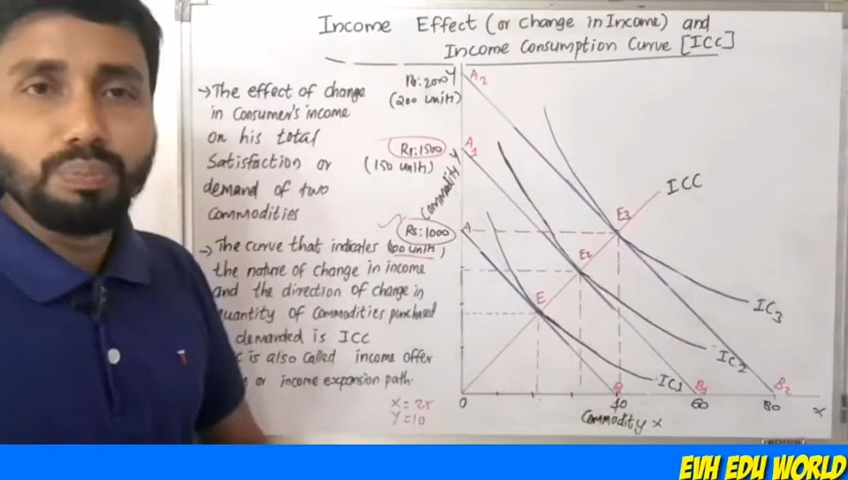 Income Effect (or change in Income) and
Income Consumption Curve [ICC]
→The effect of change
in Consumer's income
on his total
Satisfaction or
demand of two
Commodities
→The curve that indicates
the nature of change in income
and the direction of change in
quantity of Commodities purchased
demanded is ICC
is also called income offer
or income expansion path.
X=25
Y=10
Rs:2000
(200 units)
Rs:1500
(150 units)
Rs:1000
(100 units)
Y
Commodity Y
A2
A1
A
E3
E2
E
ICC
IC3
IC2
IC1
B
B1
B2
0
40
60
80
X
Commodity X
EVH EDU WORLD